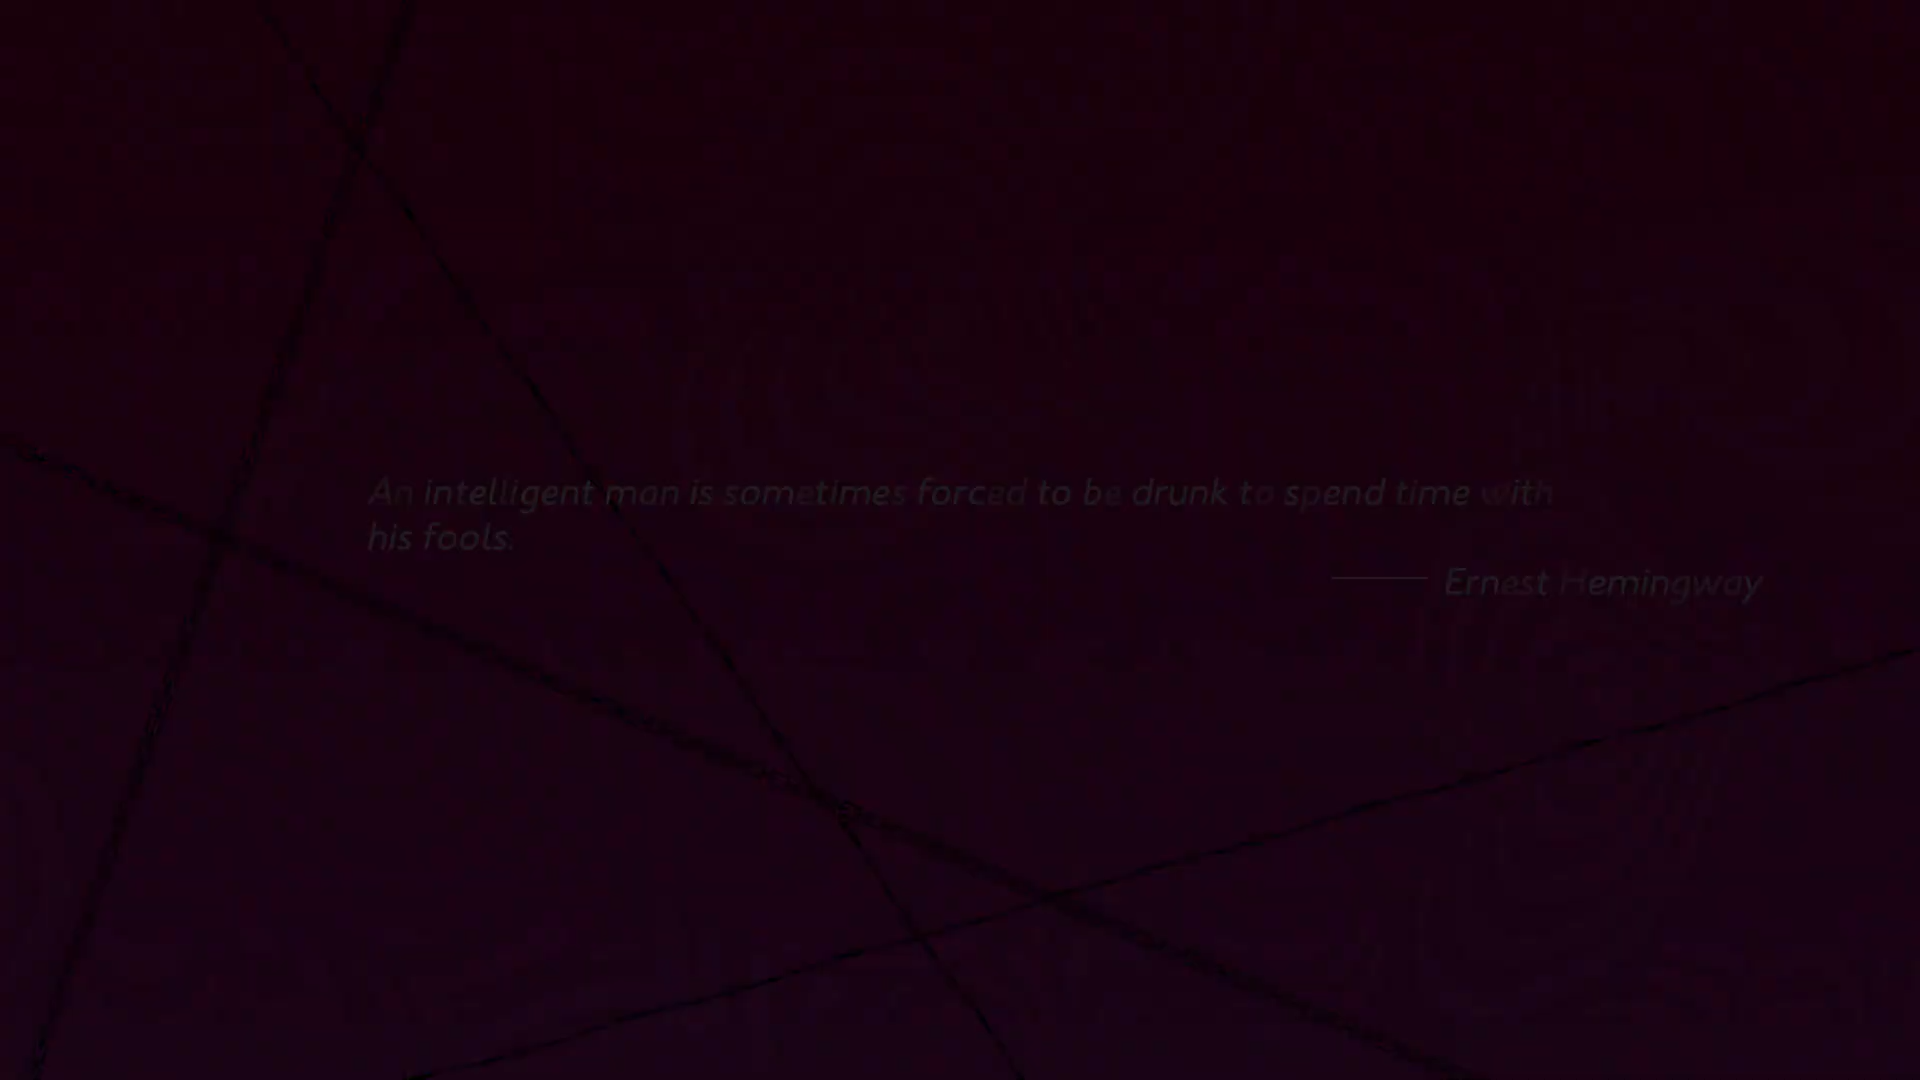 An intelligent man is sometimes forced to be drunk to spend time with
his fools.
Ernest Hemingway